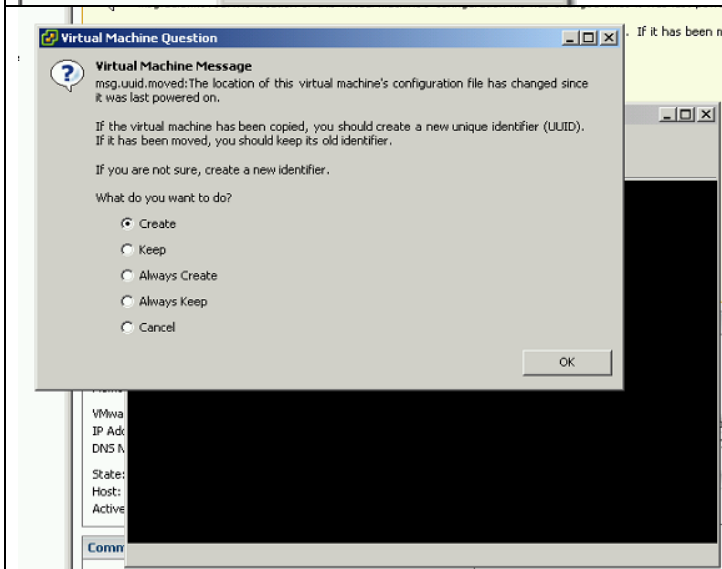 . If it has been m
Virtual Machine Question
Virtual Machine Message
msg.uuid.moved:The location of this virtual machine's configuration file has changed since
it was last powered on.
If the virtual machine has been copied, you should create a new unique identifier (UUID).
If it has been moved, you should keep its old identifier.
If you are not sure, create a new identifier.
What do you want to do?
Create
Keep
Always Create
Always Keep
Cancel
OK
VMwa
IP Add
DNS N
State:
Host:
Active
Comm